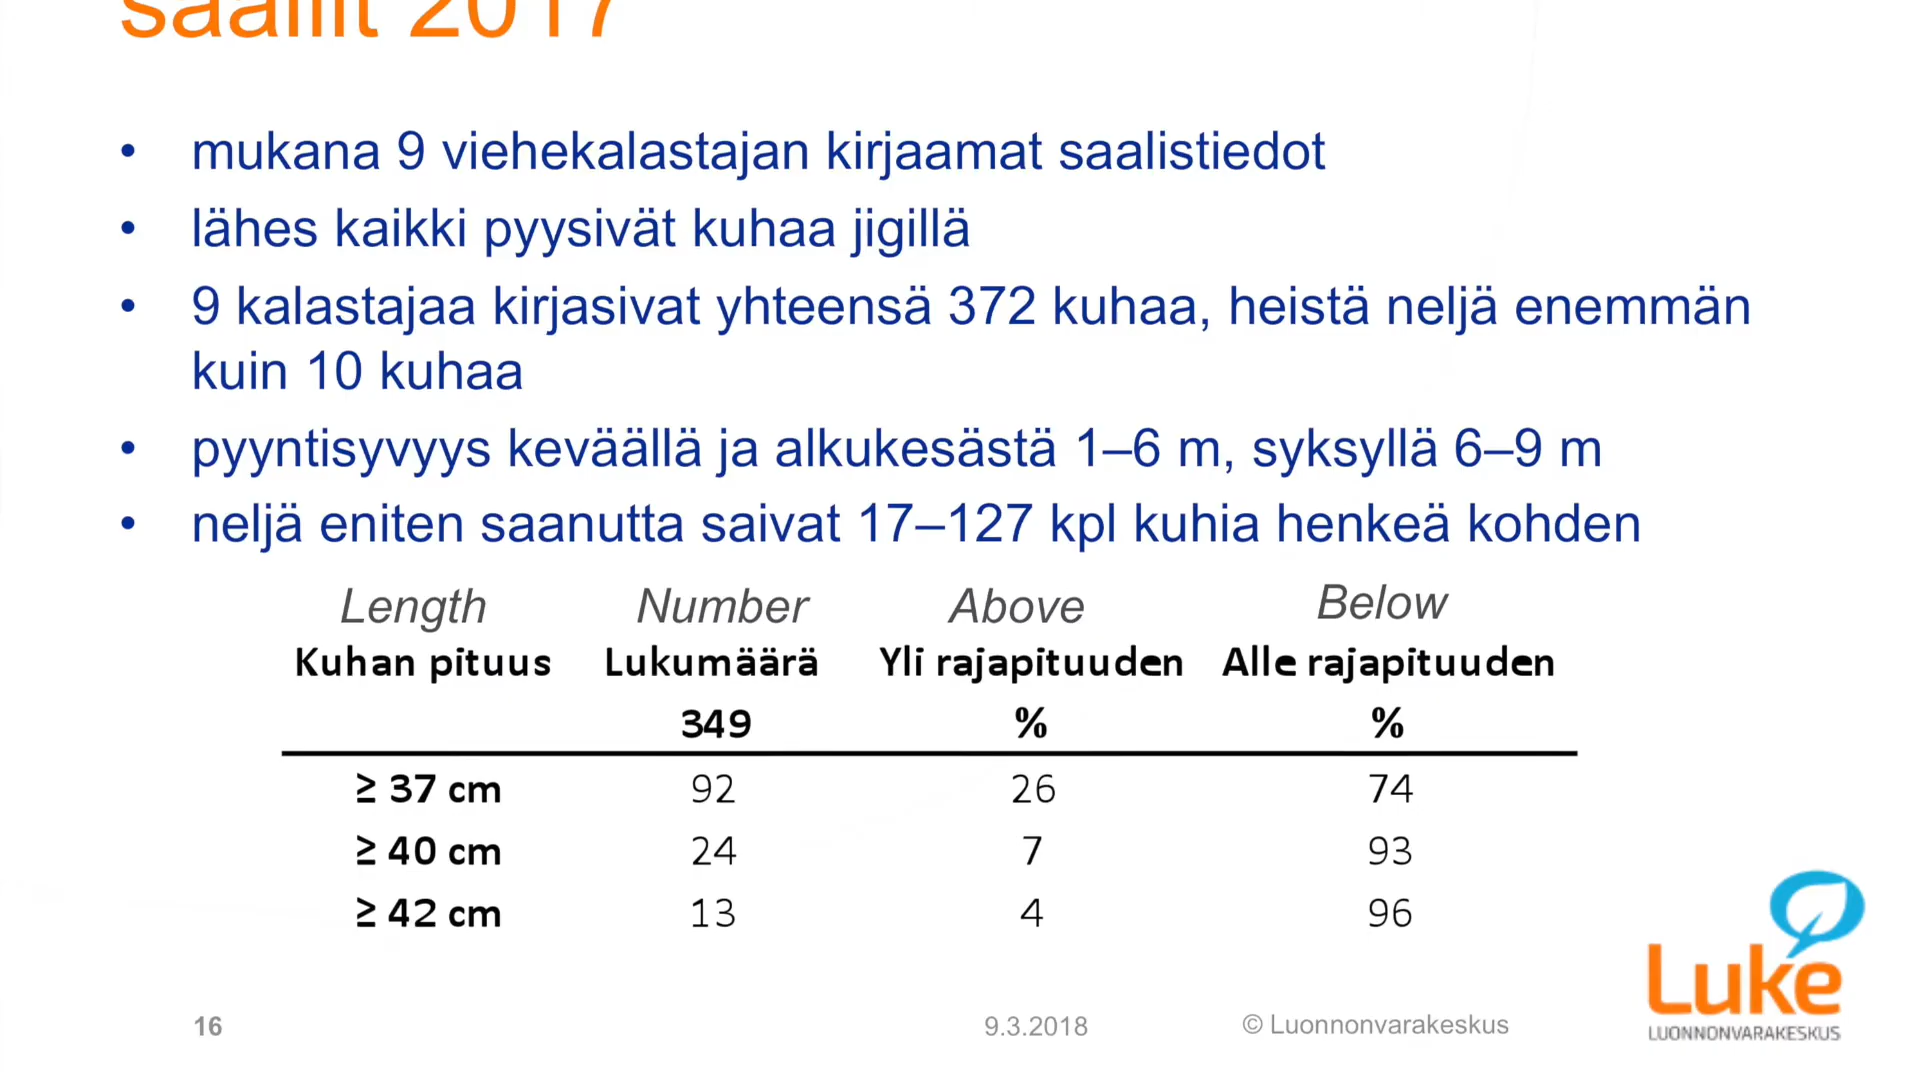 saaliit 2017
• mukana 9 viehekalastajan kirjaamat saalistiedot
• lähes kaikki pyysivät kuhaa jigillä
• 9 kalastajaa kirjasivat yhteensä 372 kuhaa, heistä neljä enemmän
kuin 10 kuhaa
• pyyntisyvyys keväällä ja alkukesästä 1–6 m, syksyllä 6–9 m
• neljä eniten saanutta saivat 17–127 kpl kuhia henkeä kohden
Length Number Above Below
Kuhan pituus Lukumäärä Yli rajapituuden Alle rajapituuden
349 % %
≥ 37 cm 92 26 74
≥ 40 cm 24 7 93
≥ 42 cm 13 4 96
Luke
LUONNONVARAKESKUS
16 9.3.2018 © Luonnonvarakeskus